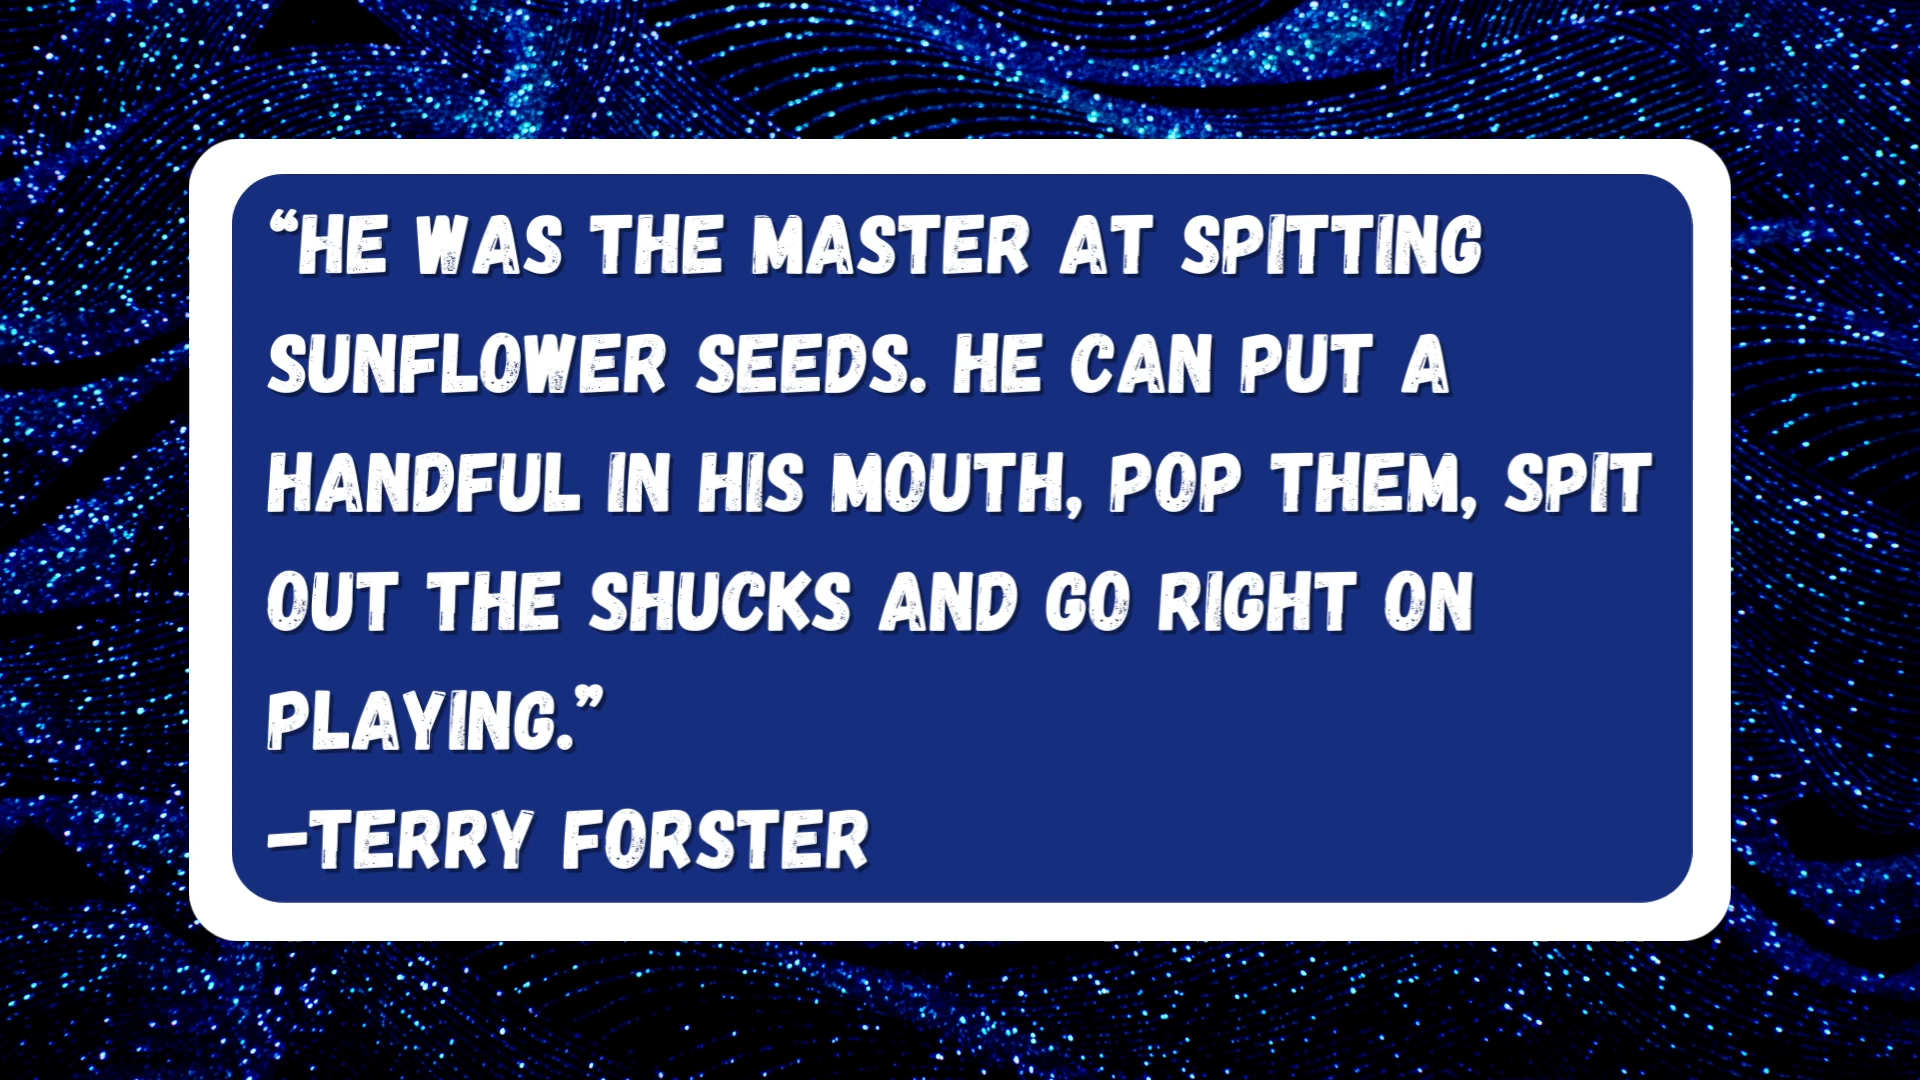 “HE WAS THE MASTER AT SPITTING
SUNFLOWER SEEDS. HE CAN PUT A
HANDFUL IN HIS MOUTH, POP THEM, SPIT
OUT THE SHUCKS AND GO RIGHT ON
PLAYING.”
–TERRY FORSTER